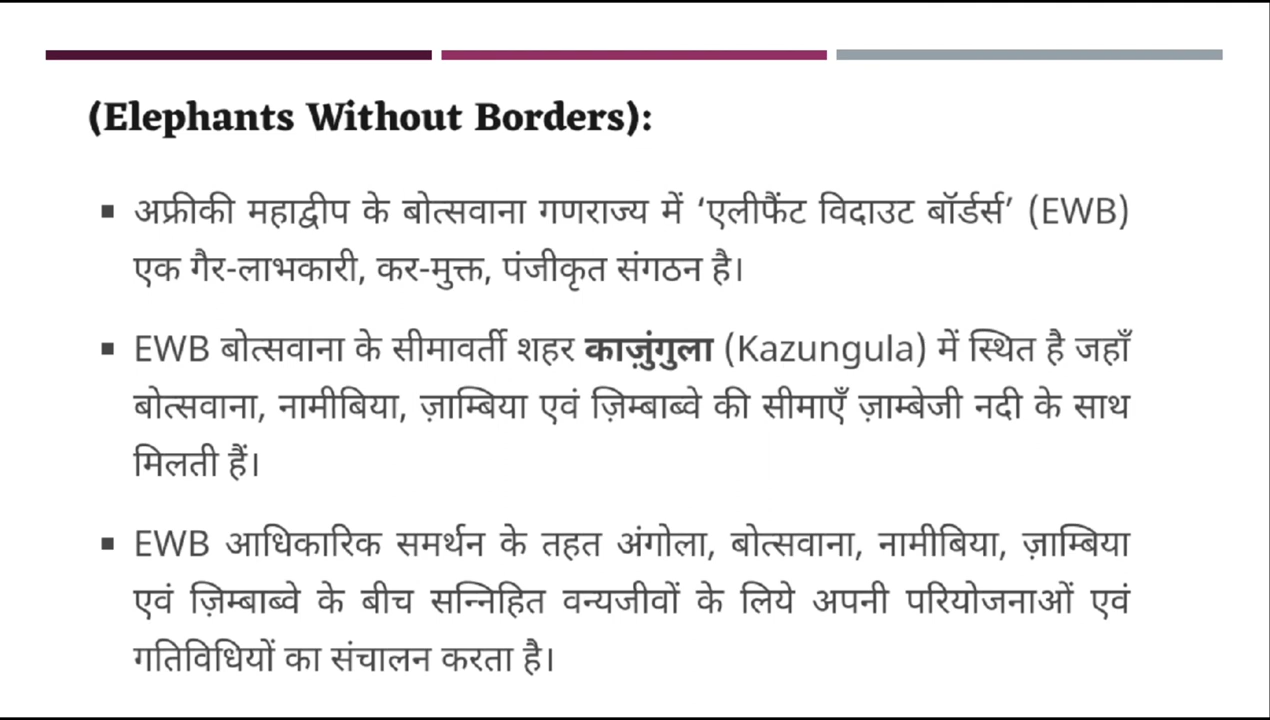 (Elephants Without Borders):
▪ अफ्रीकी महाद्वीप के बोत्सवाना गणराज्य में ‘एलीफैंट विदाउट बॉर्डर्स’ (EWB)
एक गैर-लाभकारी, कर-मुक्त, पंजीकृत संगठन है।
▪ EWB बोत्सवाना के सीमावर्ती शहर काज़ुंगुला (Kazungula) में स्थित है जहाँ
बोत्सवाना, नामीबिया, ज़ाम्बिया एवं ज़िम्बाब्वे की सीमाएँ ज़ाम्बेजी नदी के साथ
मिलती हैं।
▪ EWB आधिकारिक समर्थन के तहत अंगोला, बोत्सवाना, नामीबिया, ज़ाम्बिया
एवं ज़िम्बाब्वे के बीच सन्निहित वन्यजीवों के लिये अपनी परियोजनाओं एवं
गतिविधियों का संचालन करता है।